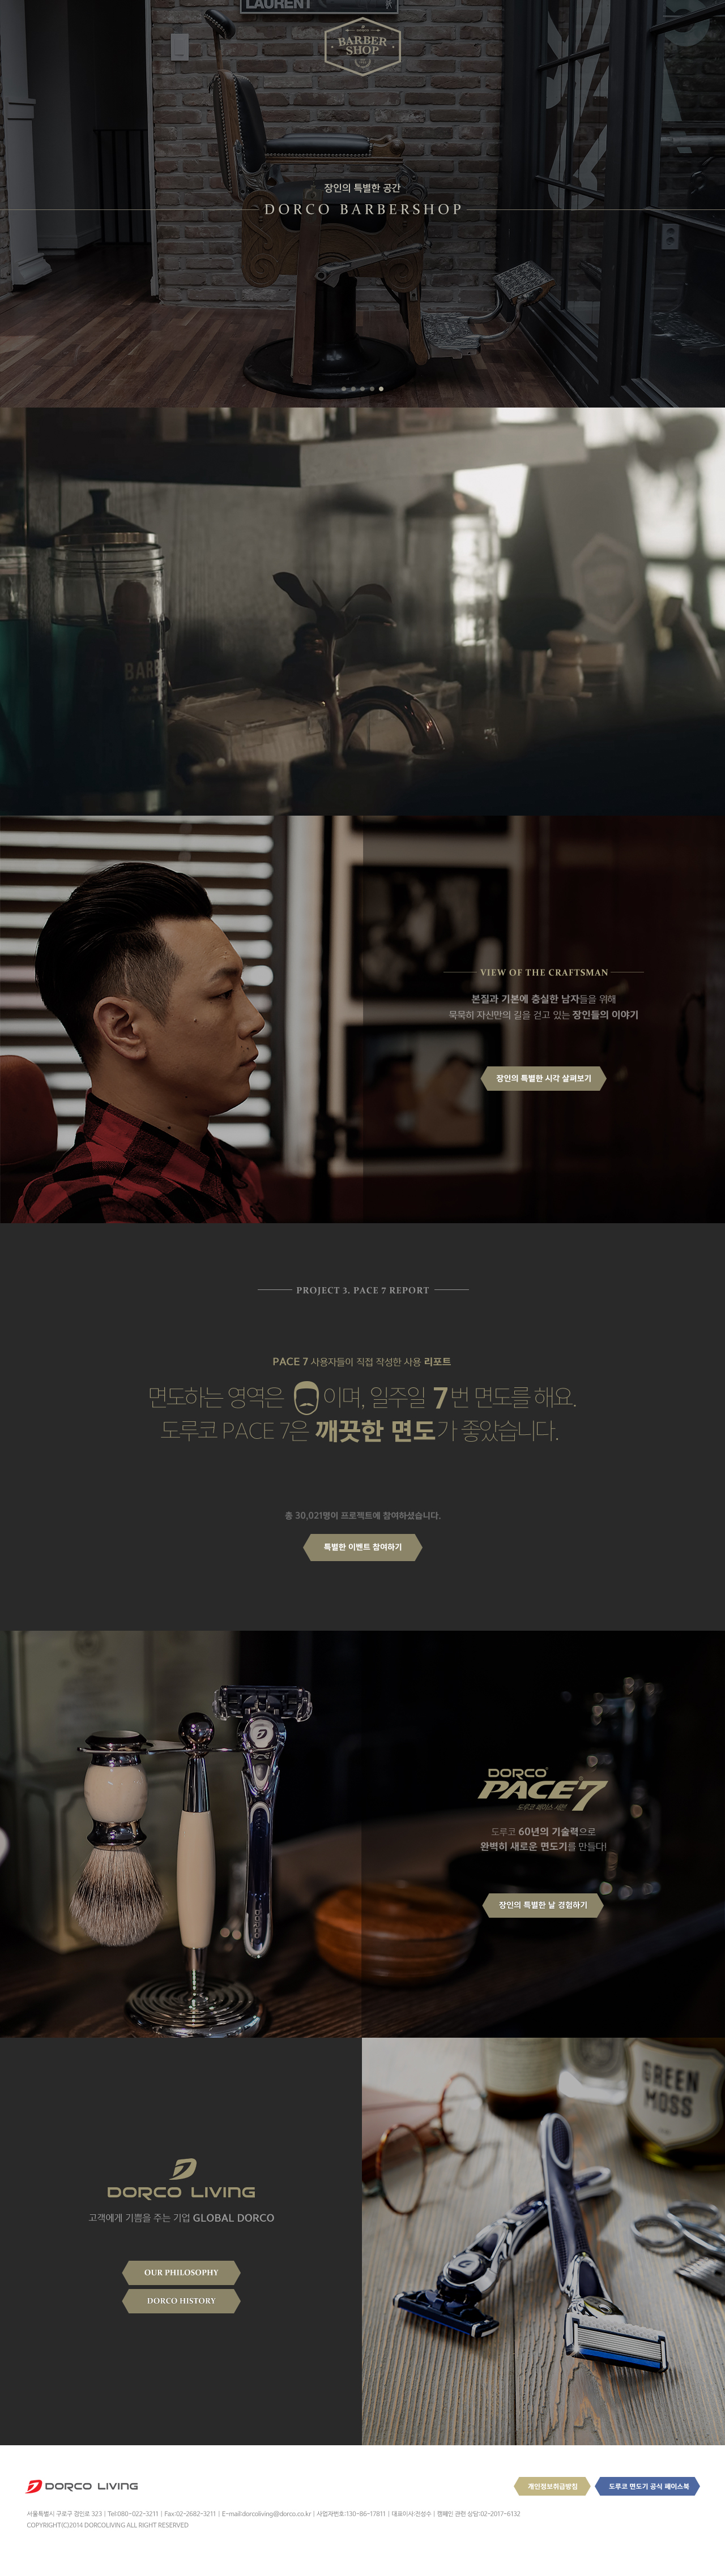 LAURENT
BARBER
SHOP
장인의 특별한 공간
DORCO BARBERSHOP
BARB
VIEW OF THE CRAFTSMAN
본질과 기본에 충실한 남자들을 위해
묵묵히 자신만의 길을 걷고 있는 장인들의 이야기
장인의 특별한 시각 살펴보기
PROJECT 3. PACE 7 REPORT
PACE 7 사용자들이 직접 작성한 사용 리포트
면도하는 영역은 이며, 일주일 7번 면도를 해요.
도루코 PACE 7은 깨끗한 면도가 좋았습니다.
총 30,021명이 프로젝트에 참여하셨습니다.
특별한 이벤트 참여하기
DORCO
PACE 7
도루코 페이스 세븐
도루코 60년의 기술력으로
완벽히 새로운 면도기를 만들다!
장인의 특별한 날 경험하기
DORCO LIVING
고객에게 기쁨을 주는 기업 GLOBAL DORCO
OUR PHILOSOPHY
DORCO HISTORY
GREEN
MOSS
DORCO LIVING
개인정보취급방침
도루코 면도기 공식 페이스북
서울특별시 구로구 경인로 323 | Tel:080-022-3211 | Fax:02-2682-3211 | E-mail:dorcoliving@dorco.co.kr | 사업자번호:130-86-17811 | 대표이사:전성수 | 캠페인 관련 상담:02-2017-6132
COPYRIGHT(C)2014 DORCOLIVING ALL RIGHT RESERVED